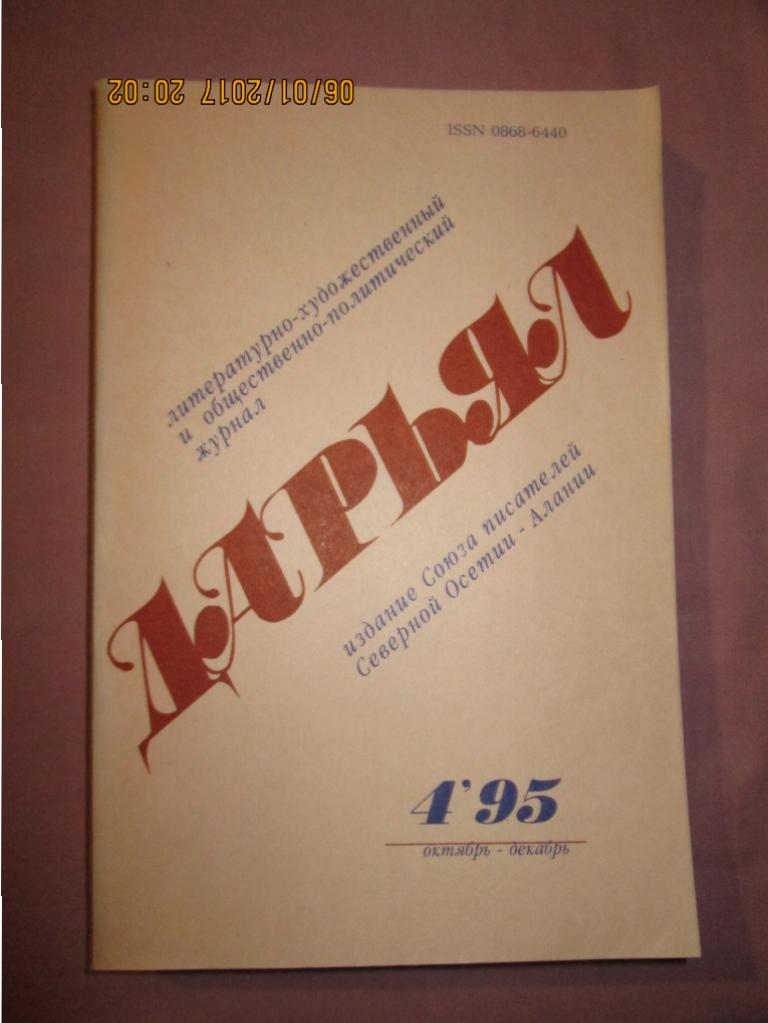 06/01/2017 20:02
ISSN 0868-6440
литературно-художественный
и общественно-политический
журнал
ДАРЬЯЛ
издание Союза писателей
Северной Осетии - Алании
4'95
октябрь - декабрь